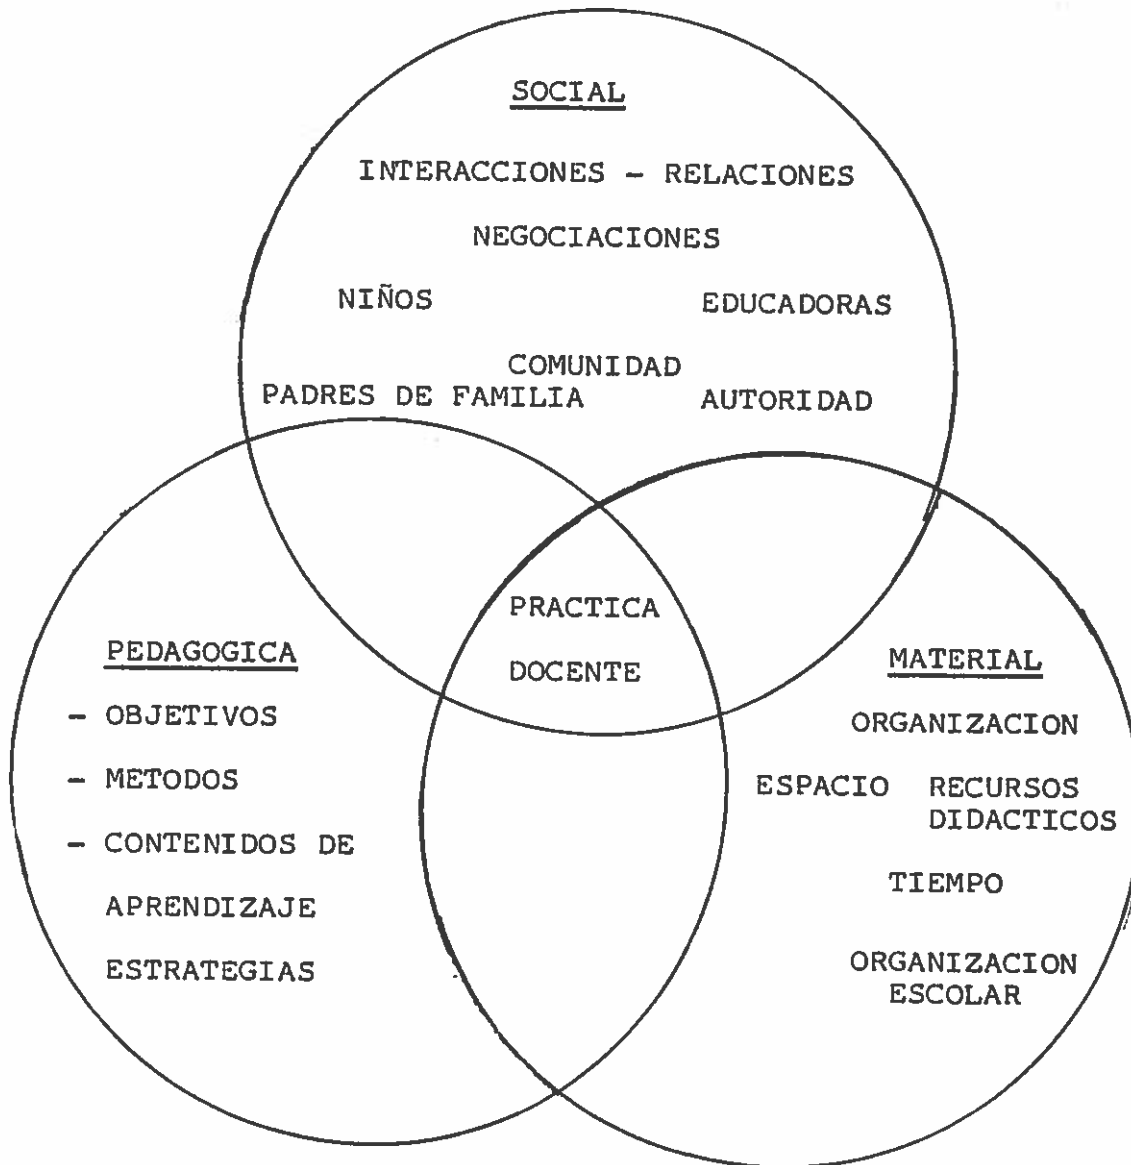 SOCIAL
INTERACCIONES - RELACIONES
NEGOCIACIONES
NIÑOS
EDUCADORAS
COMUNIDAD
PADRES DE FAMILIA
AUTORIDAD
PRACTICA
DOCENTE
PEDAGOGICA
- OBJETIVOS
- METODOS
- CONTENIDOS DE
APRENDIZAJE
ESTRATEGIAS
MATERIAL
ORGANIZACION
ESPACIO
RECURSOS
DIDACTICOS
TIEMPO
ORGANIZACION
ESCOLAR